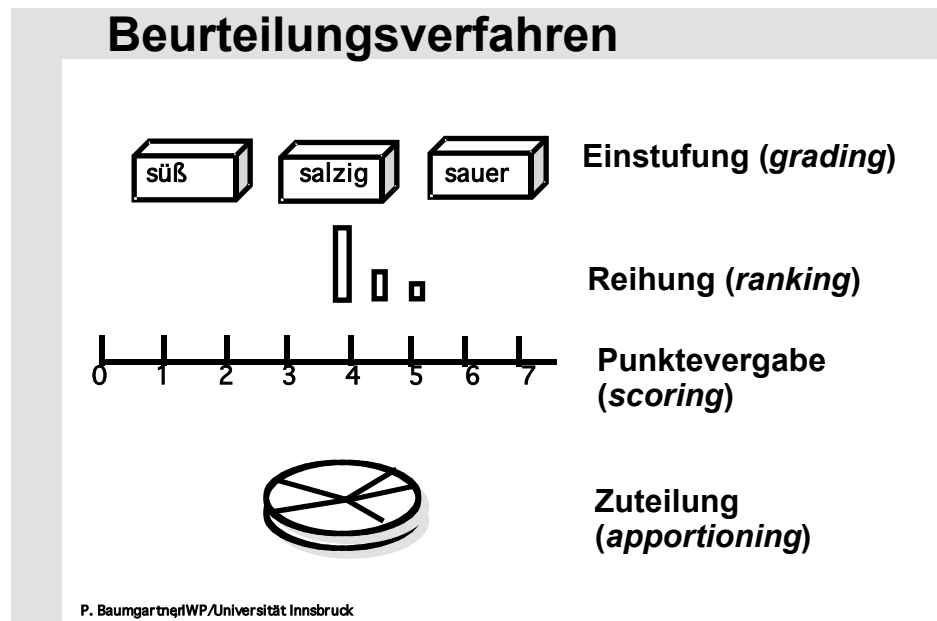 Beurteilungsverfahren
süß
salzig
sauer
Einstufung (grading)
Reihung (ranking)
0 1 2 3 4 5 6 7
Punktevergabe
(scoring)
Zuteilung
(apportioning)
P. Baumgartner/IWP/Universität Innsbruck